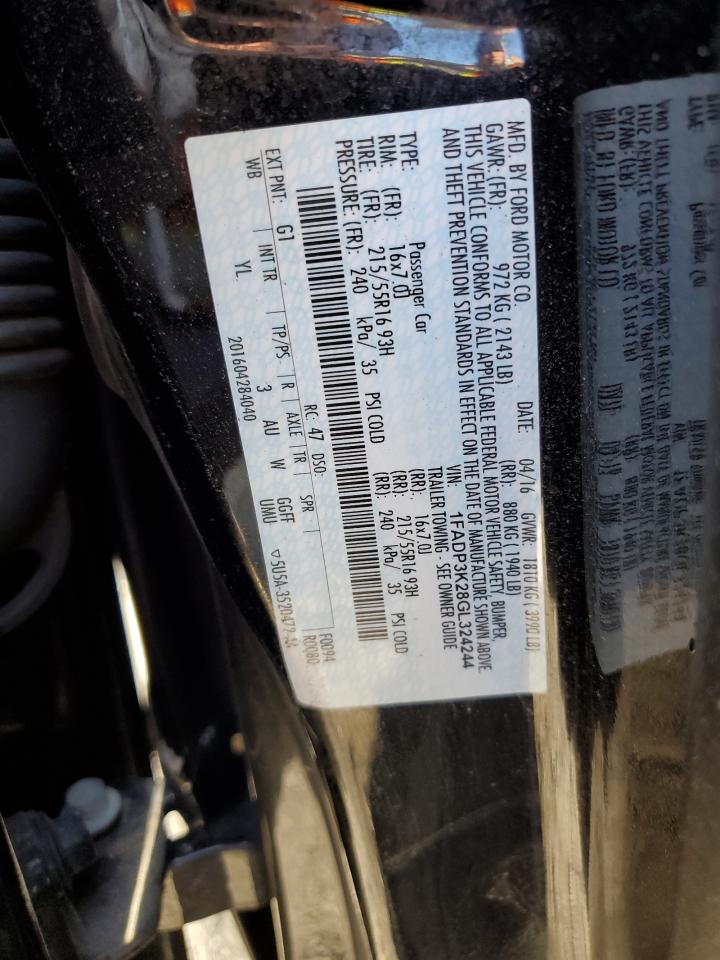 MFD. BY FORD MOTOR CO.
DATE: 04/16 GVWR: 1810 KG ( 3990 LB)
GAWR: (FR): 972 KG ( 2143 LB) (RR): 880 KG ( 1940 LB)
THIS VEHICLE CONFORMS TO ALL APPLICABLE FEDERAL MOTOR VEHICLE SAFETY, BUMPER,
AND THEFT PREVENTION STANDARDS IN EFFECT ON THE DATE OF MANUFACTURE SHOWN ABOVE.
VIN: 1FADP3K28GL324244
TYPE: Passenger Car TRAILER TOWING - SEE OWNER GUIDE
RIM: (FR): 16x7.0J (RR): 16x7.0J
TIRE: (FR): 215/55R16 93H (RR): 215/55R16 93H
PRESSURE: (FR): 240 kPa/ 35 PSI COLD (RR): 240 kPa/ 35 PSI COLD
F0094
RC: 47 DSO: R0080
EXT PNT: G1
WB INT TR TP/PS R AXLE TR SPR
YL 3 AU W GGFF
UMU
201604284040 ▽5U5A-3520472-